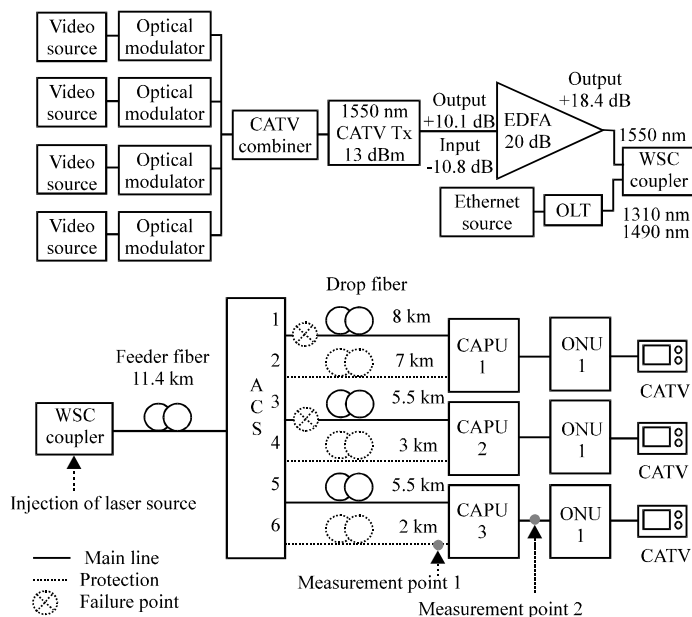 Video source
Optical modulator
Video source
Optical modulator
Video source
Optical modulator
Video source
Optical modulator
CATV combiner
1550 nm CATV Tx 13 dBm
Output +10.1 dB
Input -10.8 dB
EDFA 20 dB
Output +18.4 dB
1550 nm
WSC coupler
Ethernet source
OLT
1310 nm
1490 nm
Drop fiber
Feeder fiber 11.4 km
WSC coupler
Injection of laser source
ACS
1
8 km
2
7 km
3
5.5 km
4
3 km
5
5.5 km
6
2 km
CAPU 1
ONU 1
CATV
CAPU 2
ONU 1
CATV
CAPU 3
ONU 1
CATV
Main line
Protection
Failure point
Measurement point 1
Measurement point 2